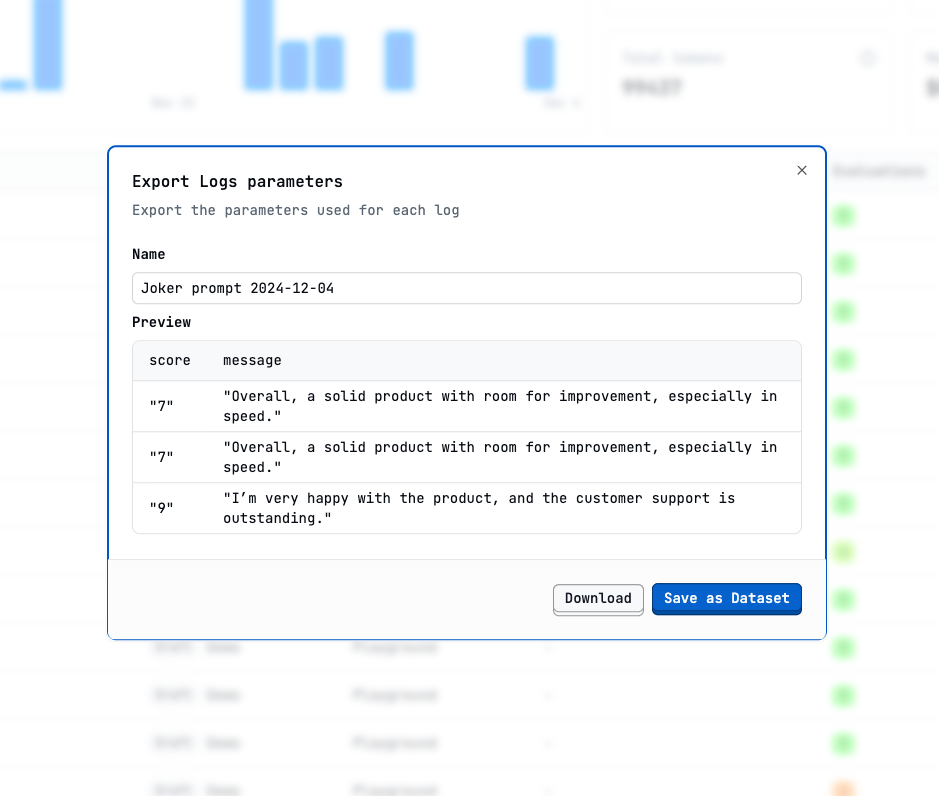 Export Logs parameters
Export the parameters used for each log
Name
Joker prompt 2024-12-04
Preview
score message
"7" "Overall, a solid product with room for improvement, especially in
speed."
"7" "Overall, a solid product with room for improvement, especially in
speed."
"9" "I’m very happy with the product, and the customer support is
outstanding."
Download Save as Dataset